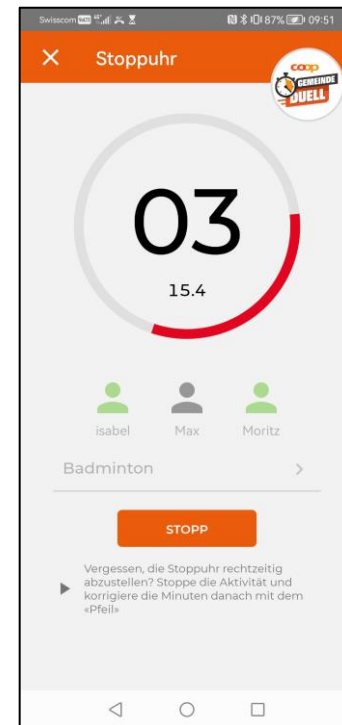 Swisscom 87% 09:51
Stoppuhr
coop
GEMEINDE
DUELL
03
15.4
isabel Max Moritz
Badminton
STOPP
Vergessen, die Stoppuhr rechtzeitig
abzustellen? Stoppe die Aktivität und
korrigiere die Minuten danach mit dem
«Pfeil»